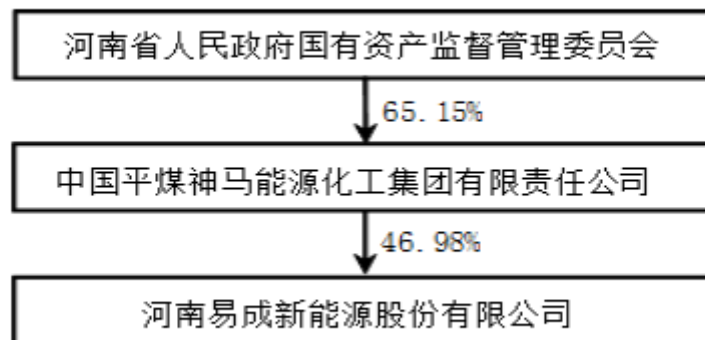 河南省人民政府国有资产监督管理委员会
65.15%
中国平煤神马能源化工集团有限责任公司
46.98%
河南易成新能源股份有限公司